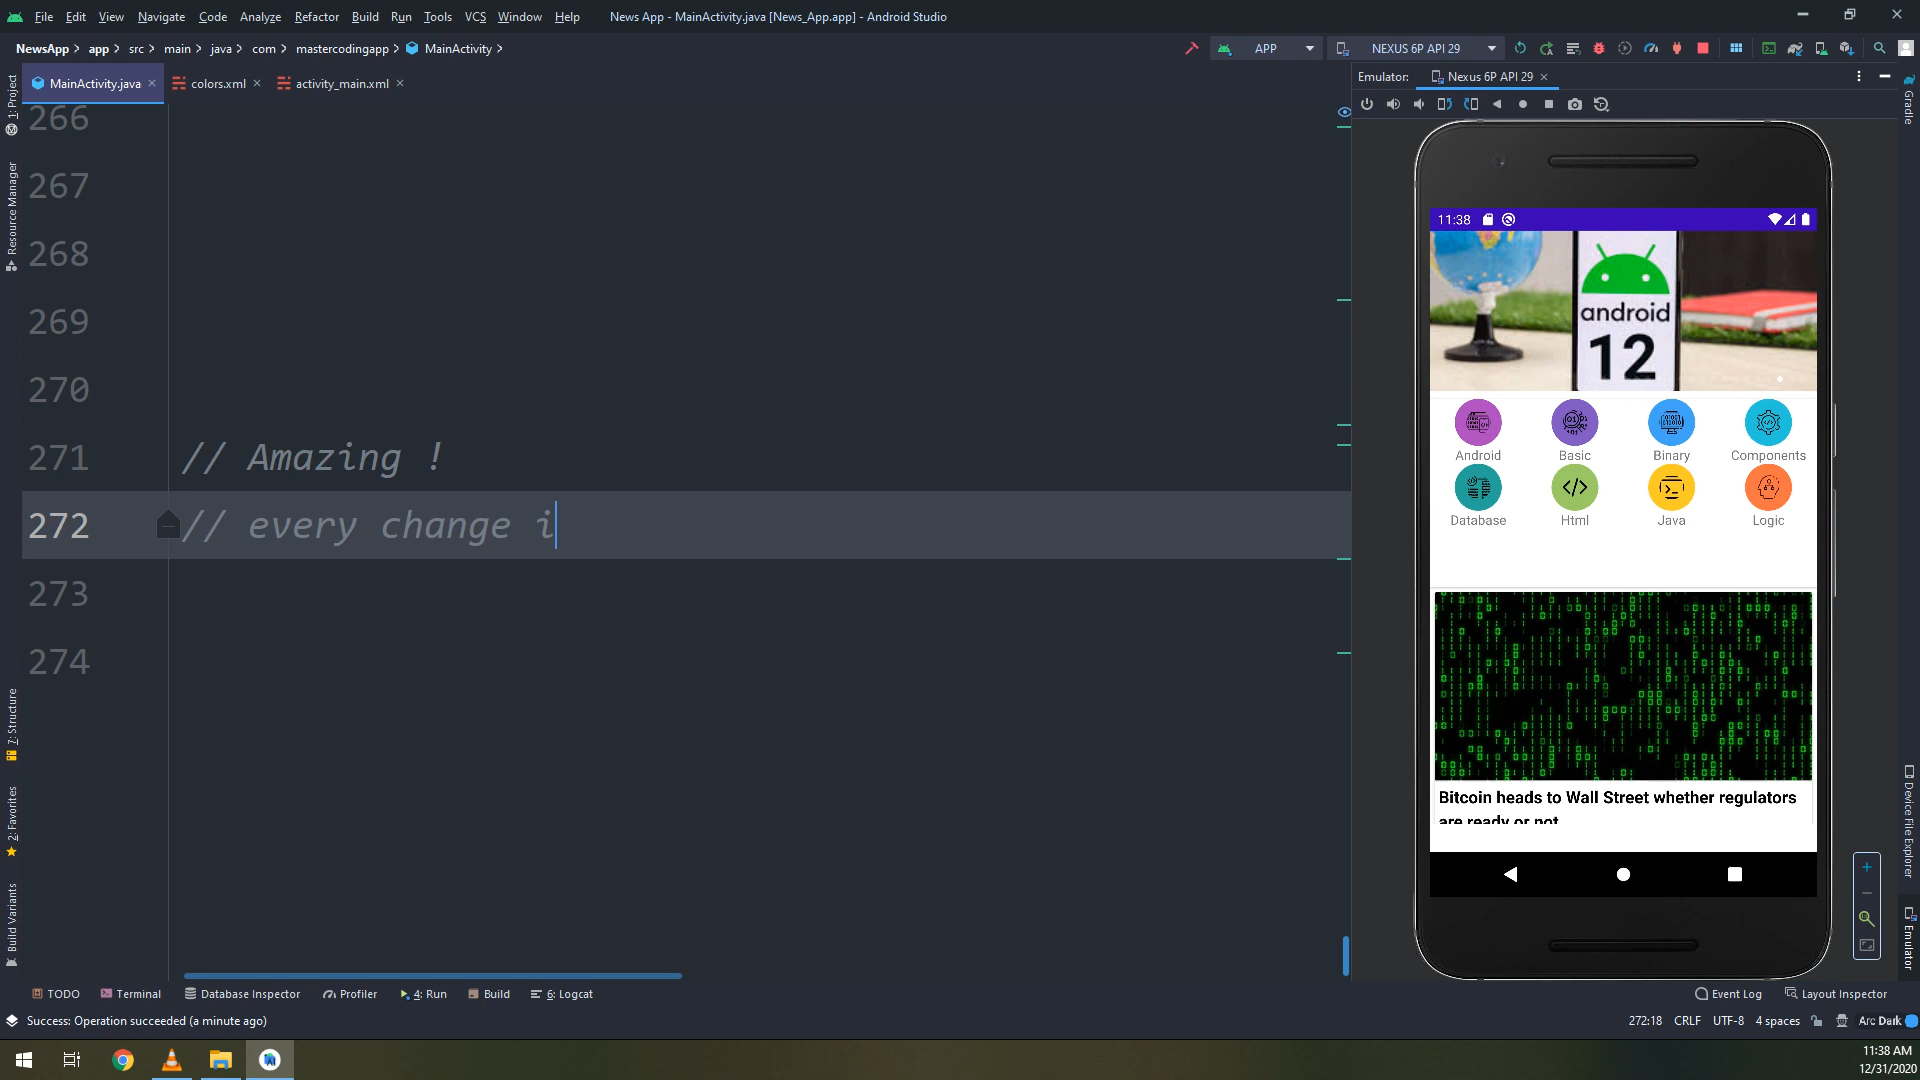 File Edit View Navigate Code Analyze Refactor Build Run Tools VCS Window Help News App - MainActivity.java [News_App.app] - Android Studio
NewsApp app src main java com mastercodingapp MainActivity APP NEXUS 6P API 29
MainActivity.java colors.xml activity_main.xml
Emulator: Nexus 6P API 29
1: Project
Resource Manager
7: Structure
2: Favorites
Build Variants
Gradle
Device File Explorer
Emulator
266
267
268
269
270
271 // Amazing !
272 // every change i
273
274
11:38
android
12
Android Basic Binary Components
Database Html Java Logic
Bitcoin heads to Wall Street whether regulators
are ready or not
TODO Terminal Database Inspector Profiler 4: Run Build 6: Logcat Event Log Layout Inspector
Success: Operation succeeded (a minute ago) 272:18 CRLF UTF-8 4 spaces Arc Dark
11:38 AM
12/31/2020